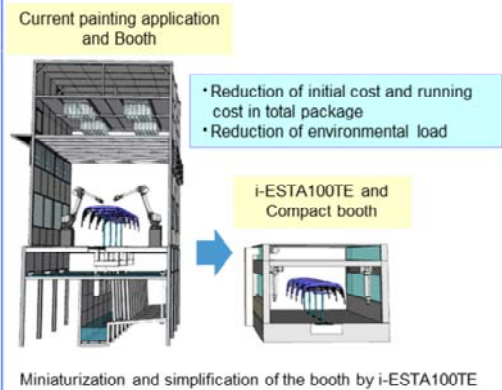 Current painting application
and Booth
・Reduction of initial cost and running
cost in total package
・Reduction of environmental load
i-ESTA100TE and
Compact booth
Miniaturization and simplification of the booth by i-ESTA100TE